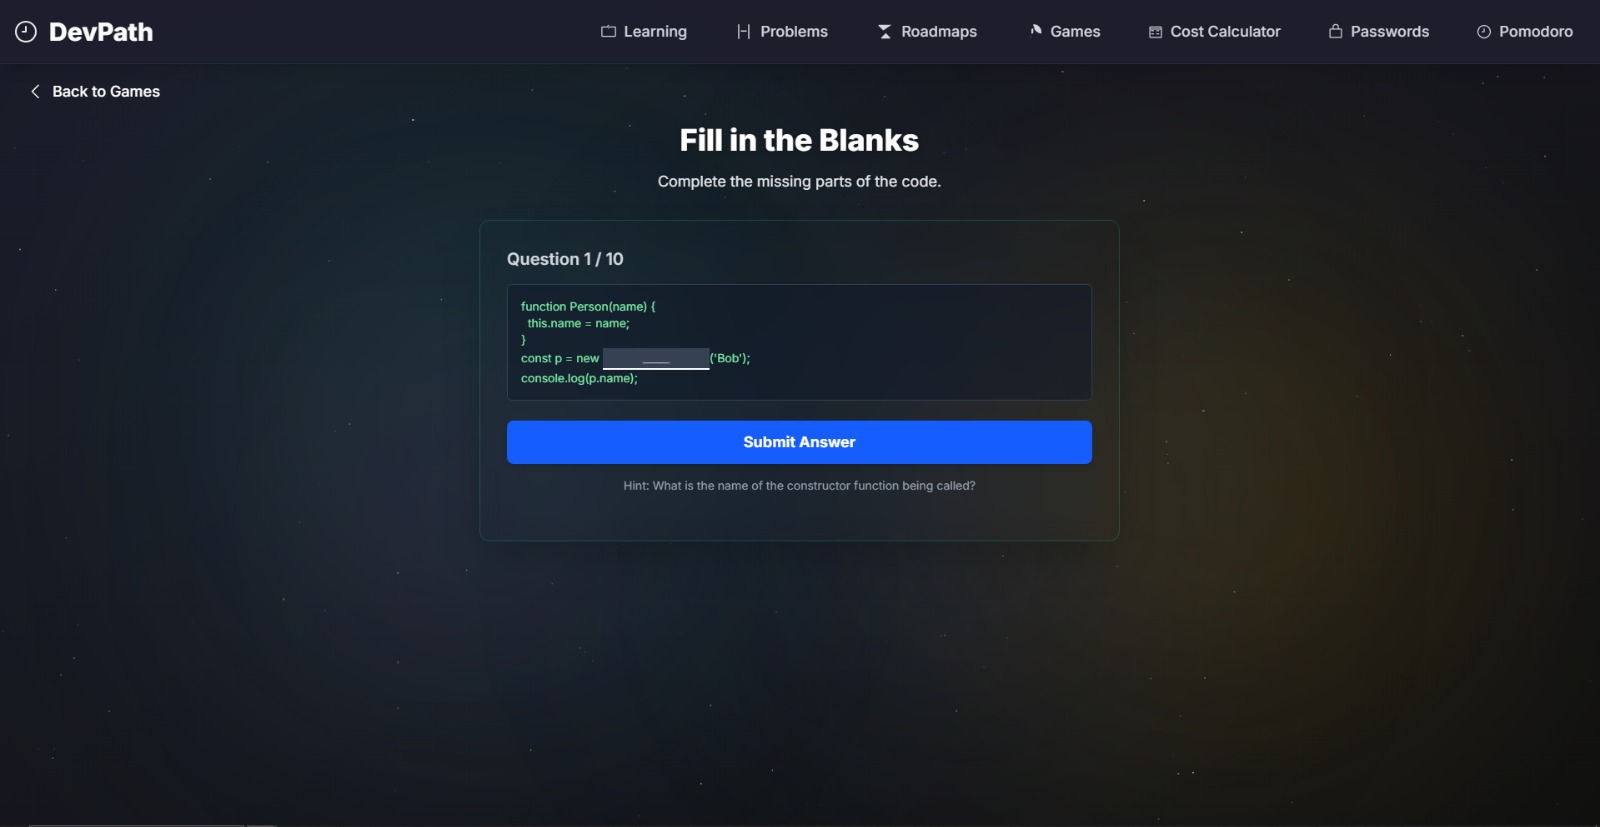 DevPath
Learning
Problems
Roadmaps
Games
Cost Calculator
Passwords
Pomodoro
Back to Games
Fill in the Blanks
Complete the missing parts of the code.
Question 1 / 10
function Person(name) {
  this.name = name;
}
const p = new _____('Bob');
console.log(p.name);
Submit Answer
Hint: What is the name of the constructor function being called?